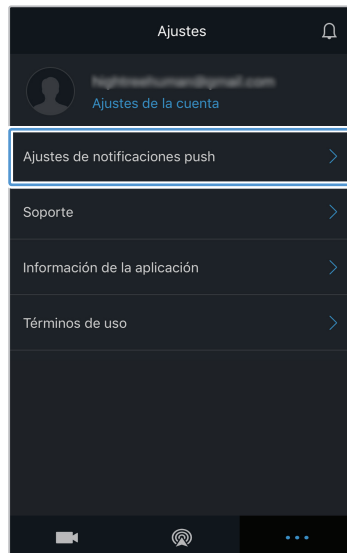 Ajustes
Ajustes de la cuenta
Ajustes de notificaciones push
Soporte
Información de la aplicación
Términos de uso